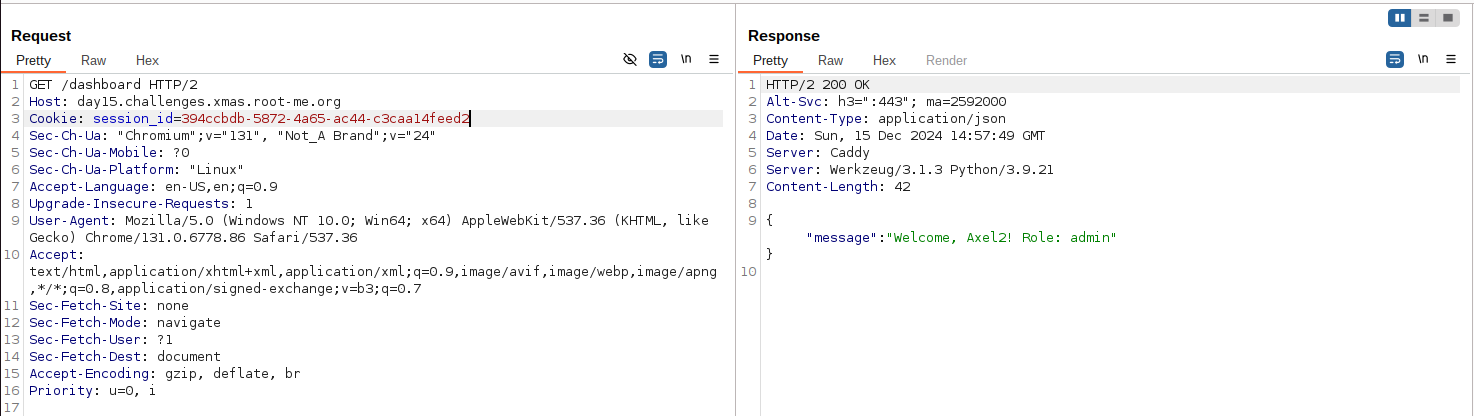 Request
Pretty Raw Hex \n
1 GET /dashboard HTTP/2
2 Host: day15.challenges.xmas.root-me.org
3 Cookie: session_id=394ccbdb-5872-4a65-ac44-c3caa14feed2
4 Sec-Ch-Ua: "Chromium";v="131", "Not_A Brand";v="24"
5 Sec-Ch-Ua-Mobile: ?0
6 Sec-Ch-Ua-Platform: "Linux"
7 Accept-Language: en-US,en;q=0.9
8 Upgrade-Insecure-Requests: 1
9 User-Agent: Mozilla/5.0 (Windows NT 10.0; Win64; x64) AppleWebKit/537.36 (KHTML, like
Gecko) Chrome/131.0.6778.86 Safari/537.36
10 Accept:
text/html,application/xhtml+xml,application/xml;q=0.9,image/avif,image/webp,image/apng
,*/*;q=0.8,application/signed-exchange;v=b3;q=0.7
11 Sec-Fetch-Site: none
12 Sec-Fetch-Mode: navigate
13 Sec-Fetch-User: ?1
14 Sec-Fetch-Dest: document
15 Accept-Encoding: gzip, deflate, br
16 Priority: u=0, i
17
Response
Pretty Raw Hex Render \n
1 HTTP/2 200 OK
2 Alt-Svc: h3=":443"; ma=2592000
3 Content-Type: application/json
4 Date: Sun, 15 Dec 2024 14:57:49 GMT
5 Server: Caddy
6 Server: Werkzeug/3.1.3 Python/3.9.21
7 Content-Length: 42
8
9 {
"message":"Welcome, Axel2! Role: admin"
}
10